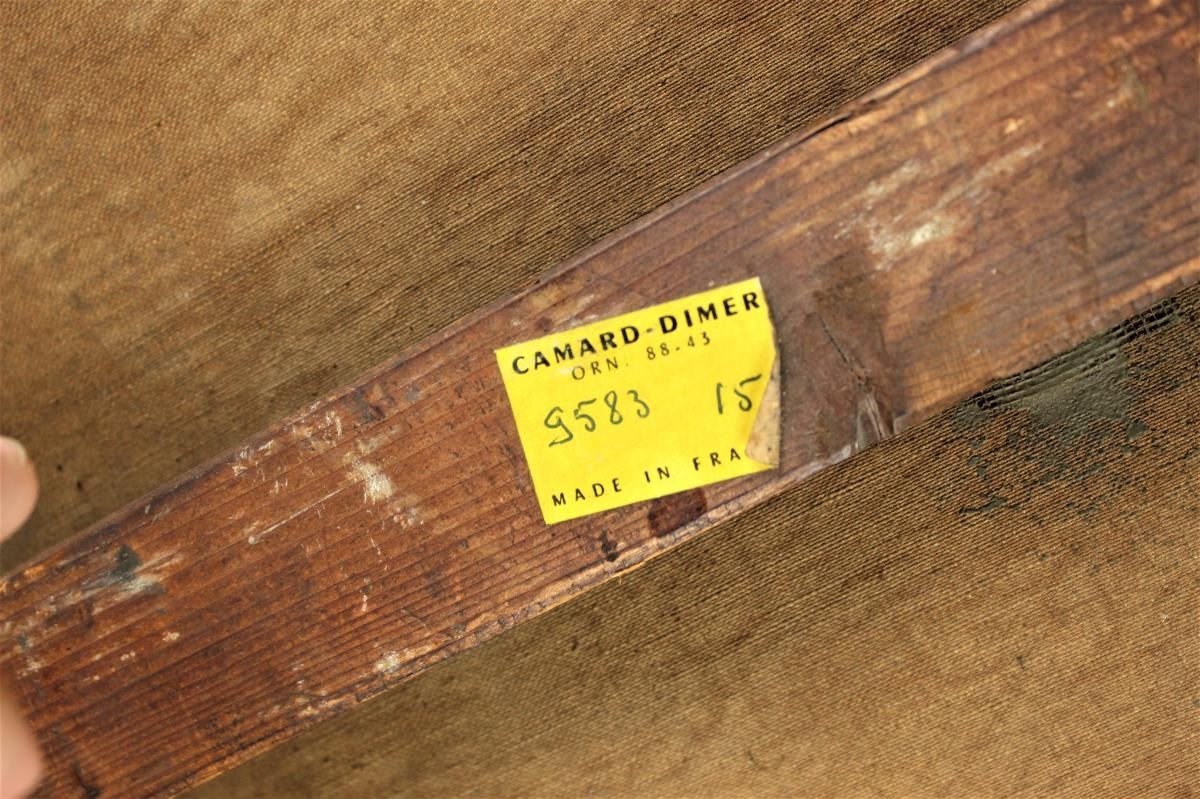 CAMARD-DIMER
ORN. 88-43
9583 15
MADE IN FRA